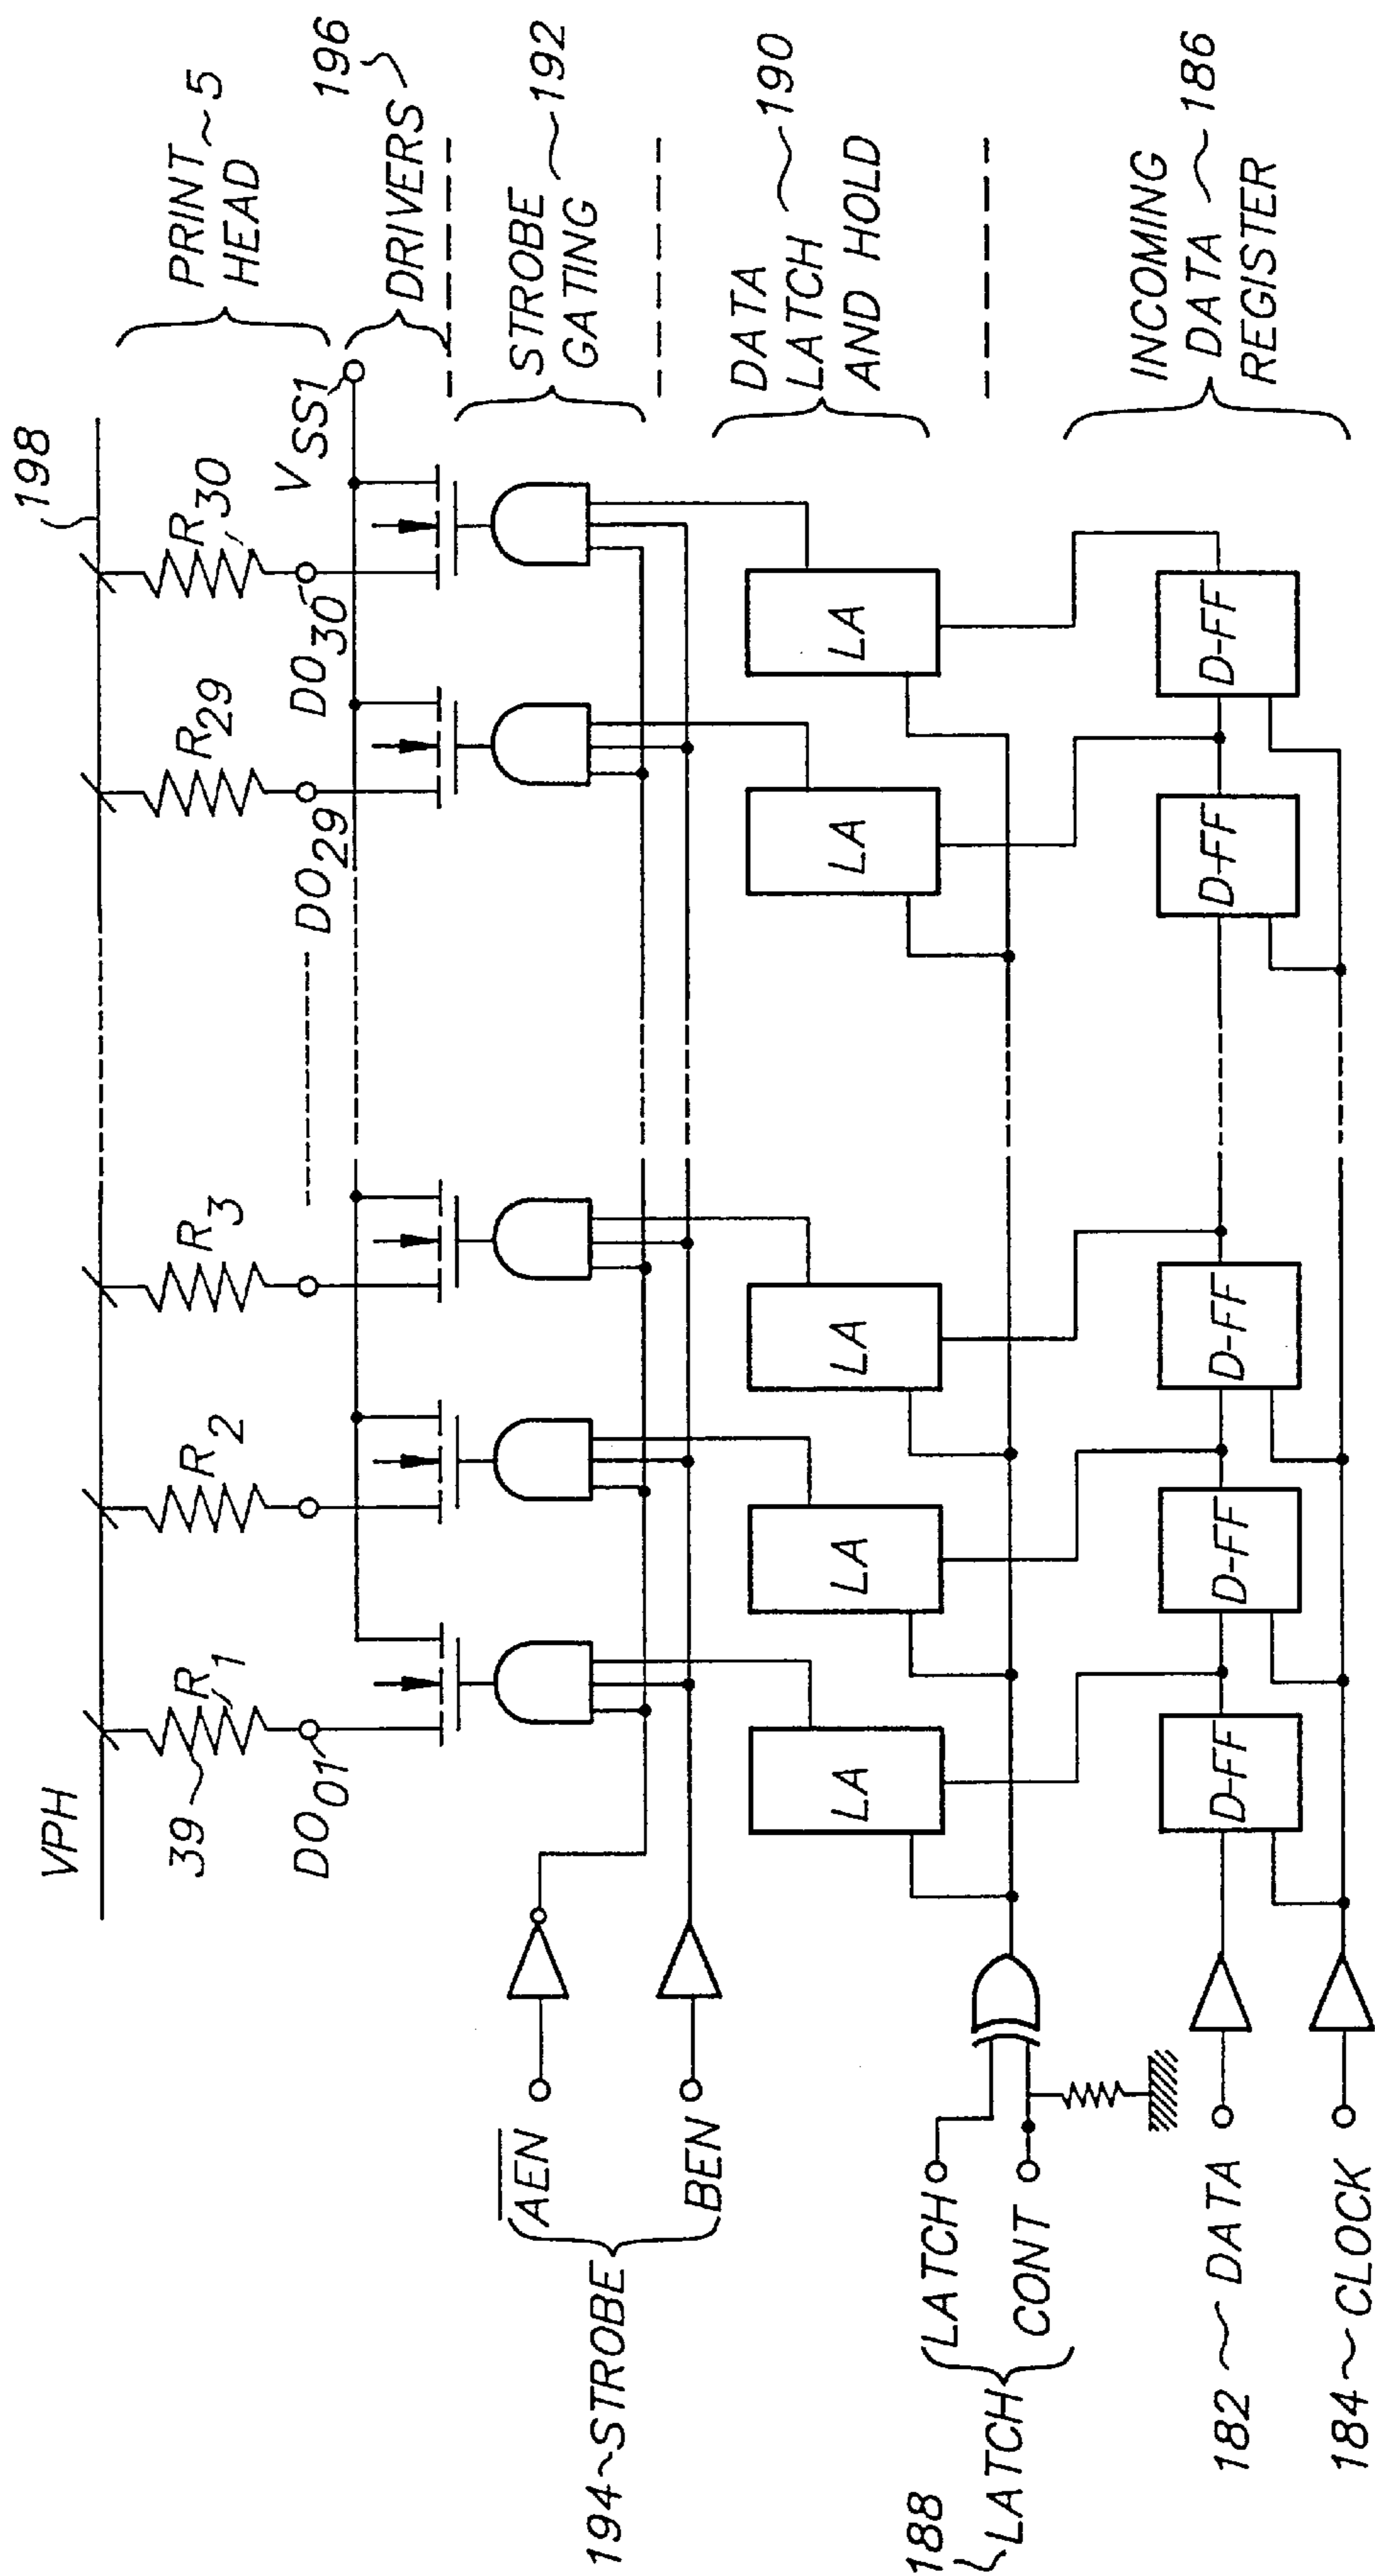 198
PRINT ~ 5
HEAD
VPH
39 ~ R1
R2
R3
R29
R30
196
DRIVERS
DO01
DO29
DO30
VSS1
STROBE ~ 192
GATING
194 ~ STROBE
AEN
BEN
DATA
LATCH ~ 190
AND HOLD
LA
LA
LA
LA
LA
188
LATCH
LATCH
CONT
INCOMING
DATA ~ 186
REGISTER
182 ~ DATA
D-FF
D-FF
D-FF
D-FF
D-FF
184 ~ CLOCK